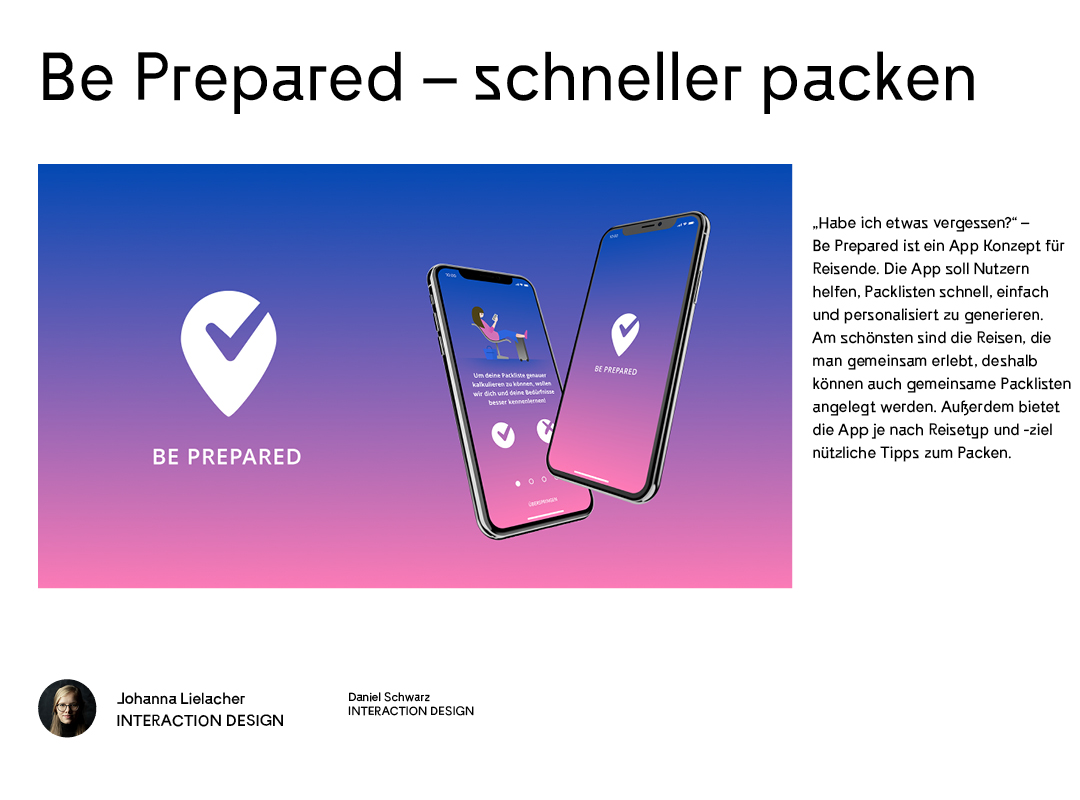 Be Prepared – schneller packen
„Habe ich etwas vergessen?“ –
Be Prepared ist ein App Konzept für
Reisende. Die App soll Nutzern
helfen, Packlisten schnell, einfach
und personalisiert zu generieren.
Am schönsten sind die Reisen, die
man gemeinsam erlebt, deshalb
können auch gemeinsame Packlisten
angelegt werden. Außerdem bietet
die App je nach Reisetyp und -ziel
nützliche Tipps zum Packen.
BE PREPARED
Um deine Packliste genauer
kalkulieren zu können, wollen
wir dich und deine Bedürfnisse
besser kennenlernen!
ÜBERSPRINGEN
BE PREPARED
Johanna Lielacher
INTERACTION DESIGN
Daniel Schwarz
INTERACTION DESIGN